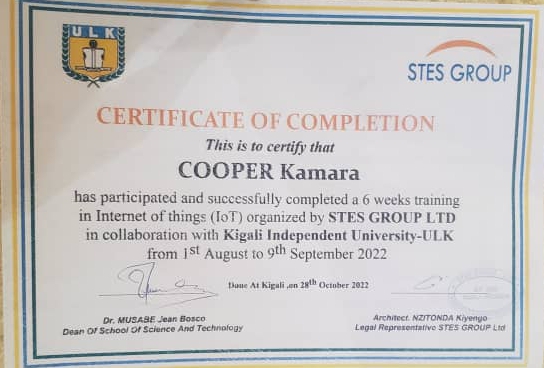 ULK
STES GROUP
CERTIFICATE OF COMPLETION
This is to certify that
COOPER Kamara
has participated and successfully completed a 6 weeks training
in Internet of things (IoT) organized by STES GROUP LTD
in collaboration with Kigali Independent University-ULK
from 1st August to 9th September 2022
Done At Kigali ,on 28th October 2022
Dr. MUSABE Jean Bosco
Dean Of School Of Science And Technology
Architect. NZITONDA Kiyengo
Legal Representative STES GROUP Ltd